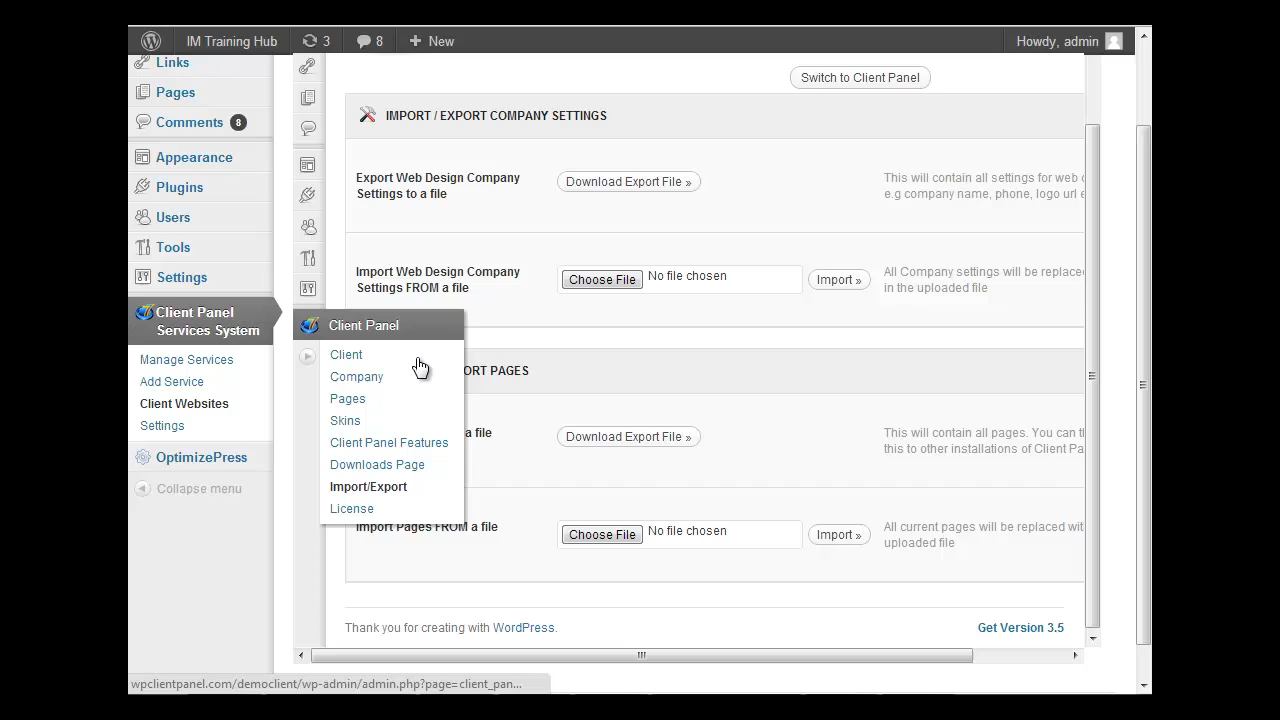 IM Training Hub 3 8 New Howdy, admin
Links
Pages
Comments 8
Appearance
Plugins
Users
Tools
Settings
Client Panel
Services System
Manage Services
Add Service
Client Websites
Settings
OptimizePress
Collapse menu
Switch to Client Panel
IMPORT / EXPORT COMPANY SETTINGS
Export Web Design Company
Settings to a file
Download Export File »
This will contain all settings for web d
e.g company name, phone, logo url e
Import Web Design Company
Settings FROM a file
Choose File No file chosen
Import »
All Company settings will be replaced
in the uploaded file
Client Panel
Client
Company
Pages
Skins
Client Panel Features
Downloads Page
Import/Export
License
ORT PAGES
a file
Download Export File »
This will contain all pages. You can th
this to other installations of Client Pa
Import Pages FROM a file
Choose File No file chosen
Import »
All current pages will be replaced wit
uploaded file
Thank you for creating with WordPress.
Get Version 3.5
wpclientpanel.com/democlient/wp-admin/admin.php?page=client_pan...